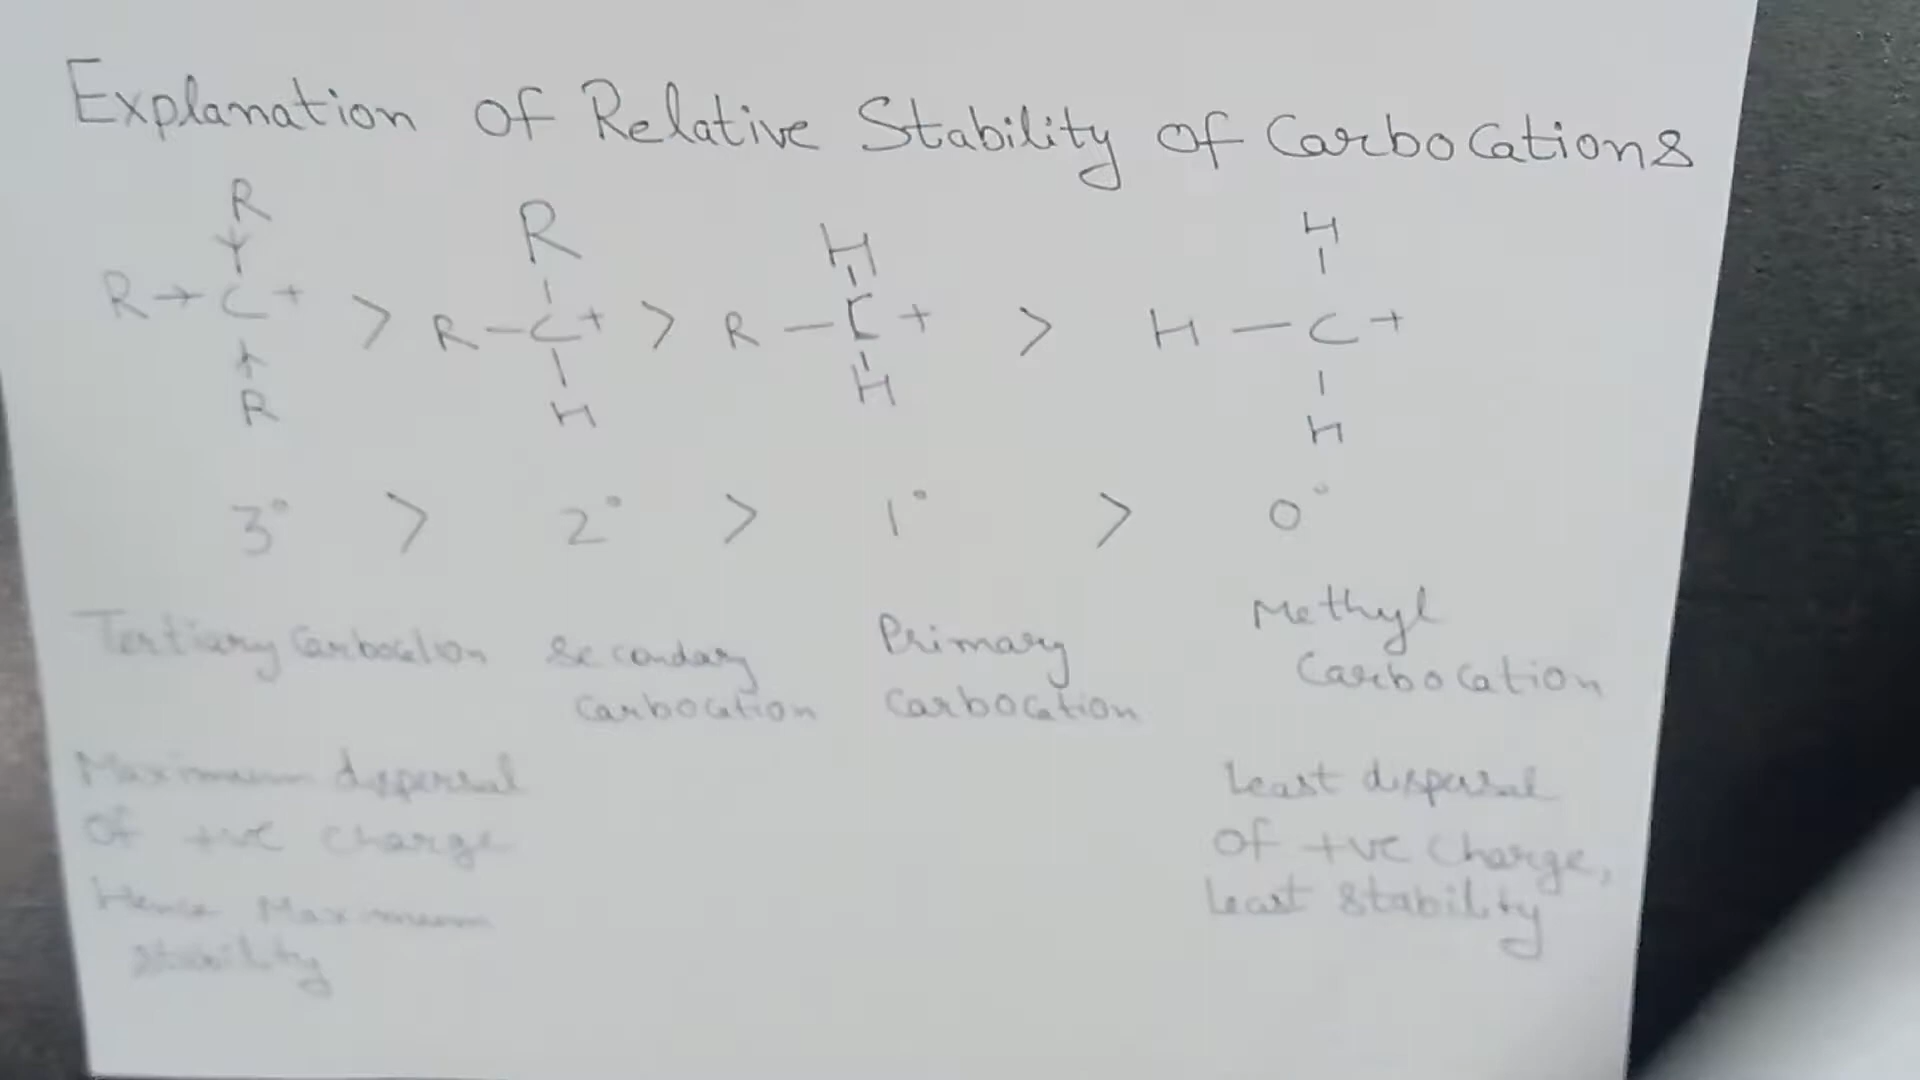 Explanation of Relative Stability of Carbocations
R R H H
R → C + > R – C + > R – C + > H – C +
R H H H
3° > 2° > 1° > 0°
Tertiary Carbocation Secondary carbocation Primary carbocation Methyl Carbocation
Maximum dispersal
of +ve charge
Hence Maximum
stability
Least dispersal
of +ve charge,
least stability